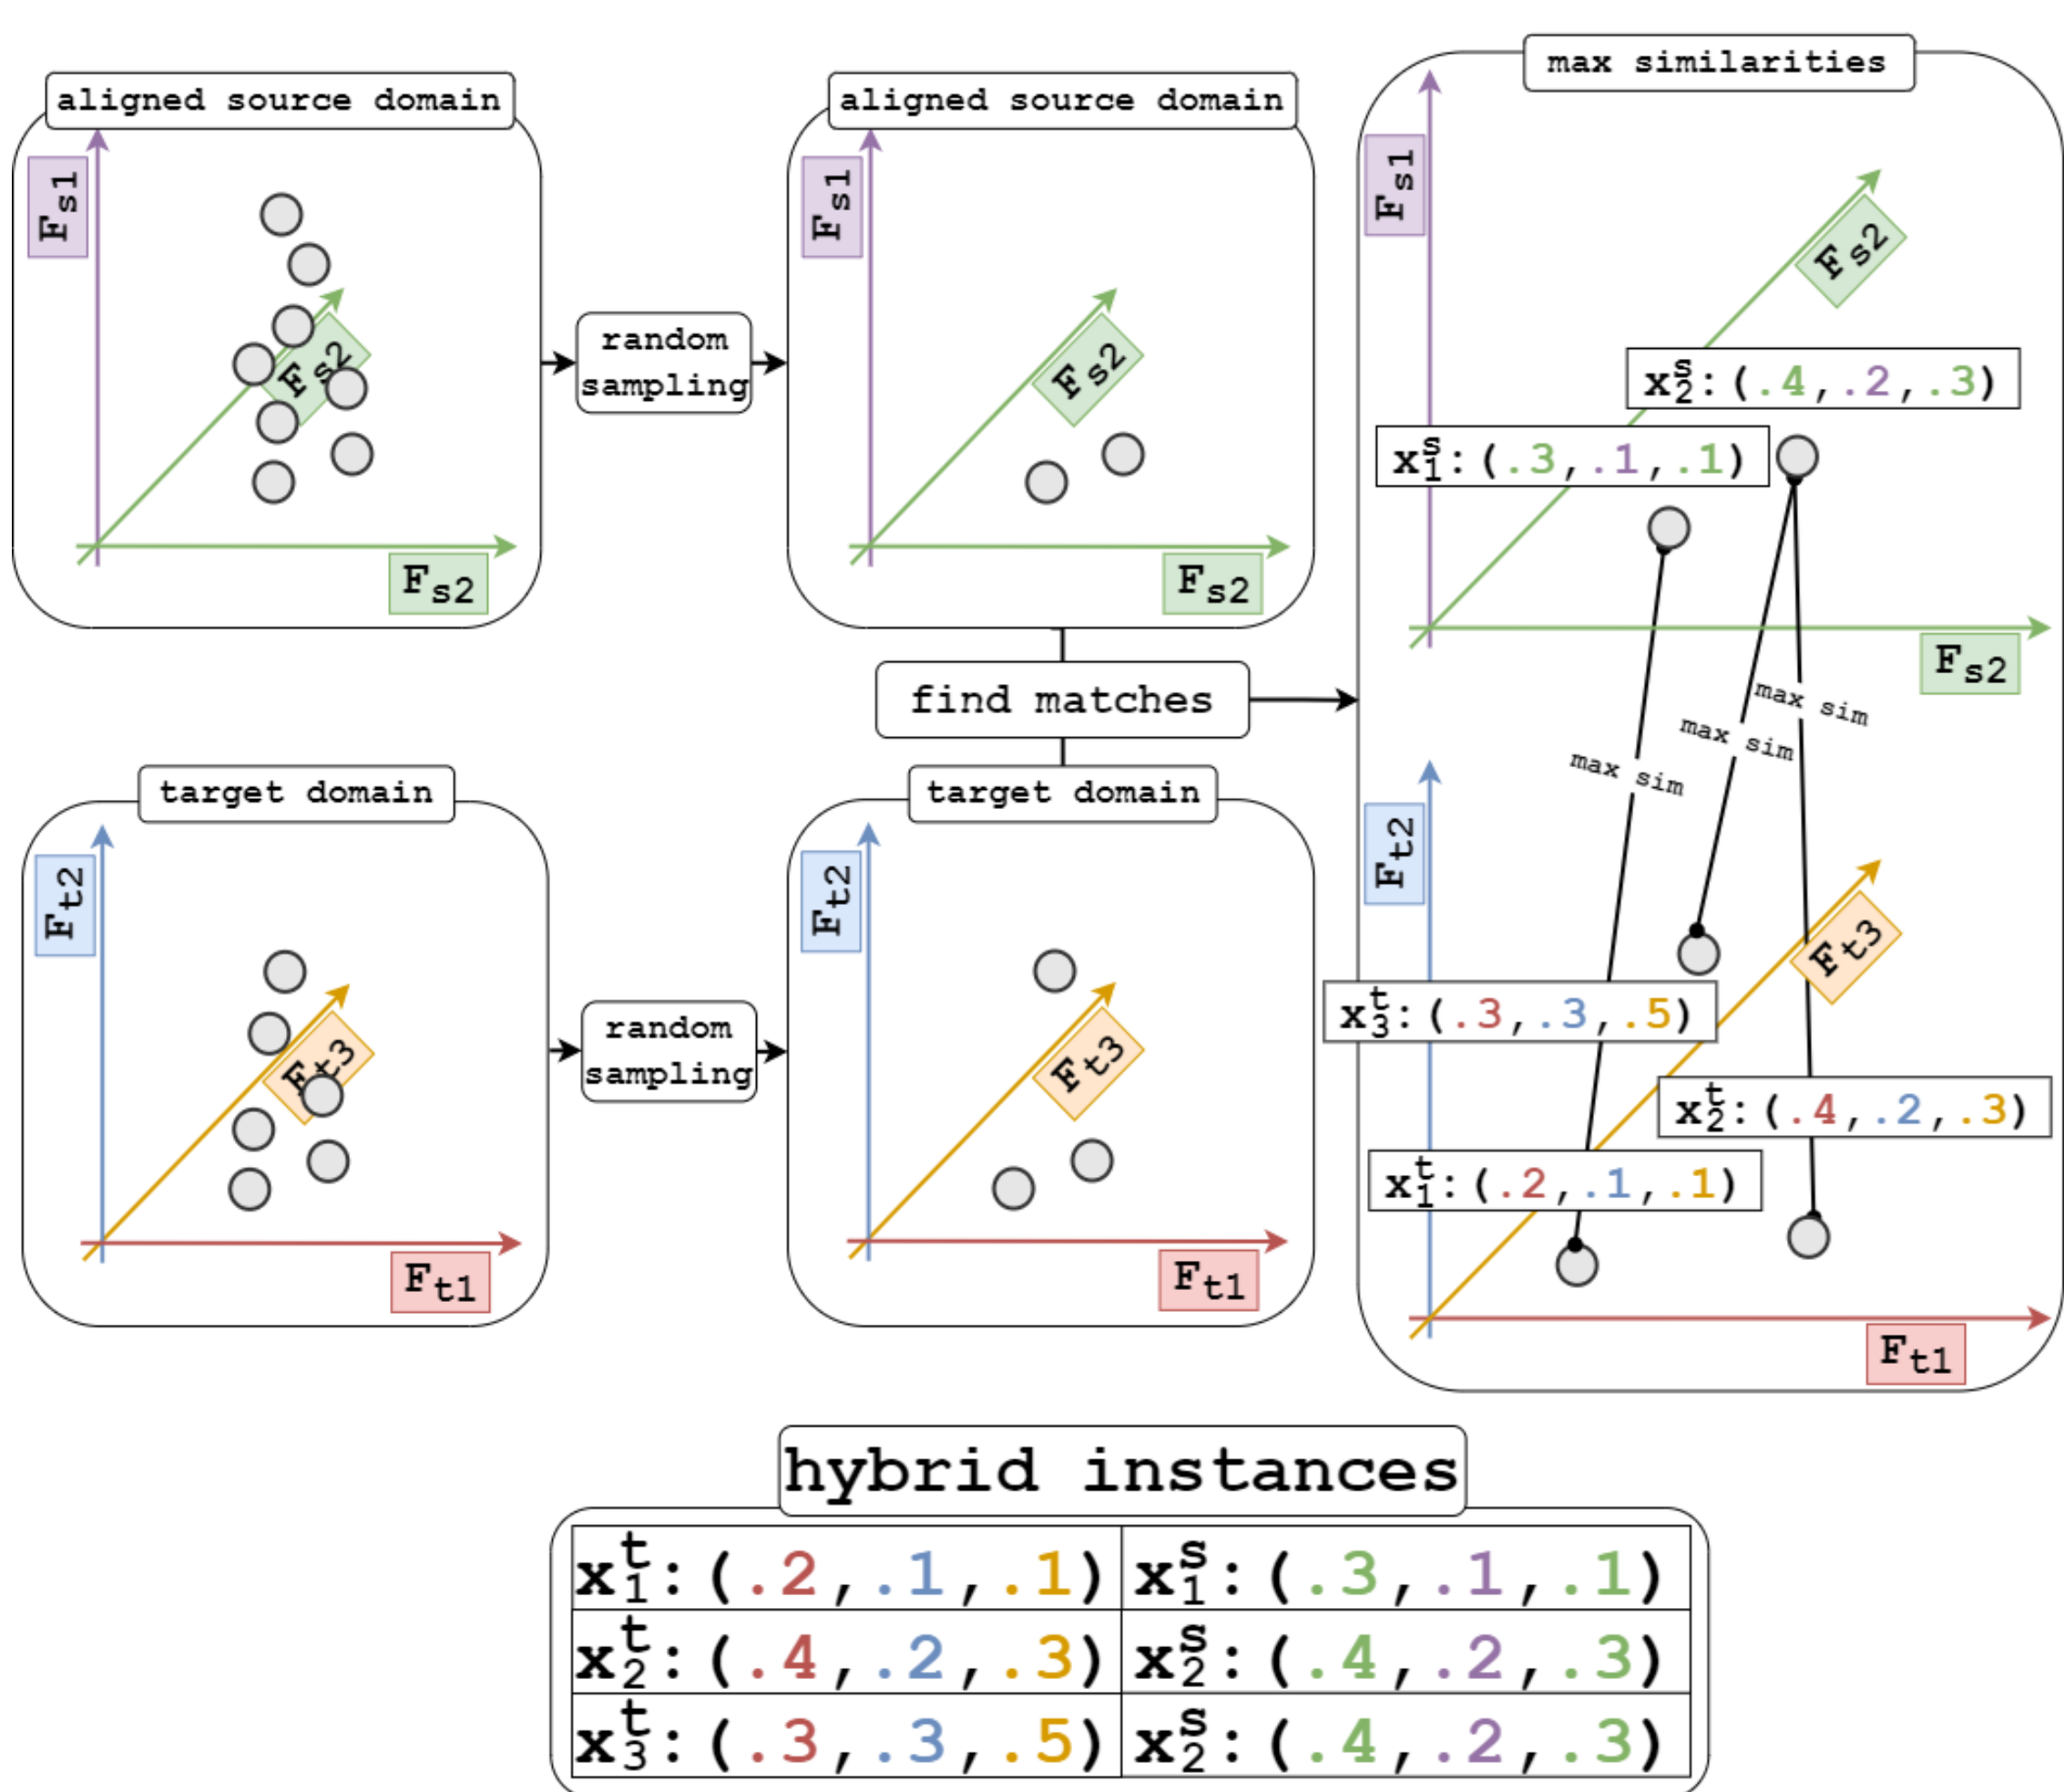 aligned source domain
Fs1
Fs2
Fs2
random
sampling
aligned source domain
Fs1
Fs2
Fs2
find matches
target domain
Ft2
Ft3
Ft1
random
sampling
target domain
Ft2
Ft3
Ft1
max similarities
Fs1
Fs2
x2s:(.4,.2,.3)
x1s:(.3,.1,.1)
Fs2
max sim
max sim
max sim
Ft2
Ft3
x3t:(.3,.3,.5)
x2t:(.4,.2,.3)
x1t:(.2,.1,.1)
Ft1
hybrid instances
x1t:(.2,.1,.1) x1s:(.3,.1,.1)
x2t:(.4,.2,.3) x2s:(.4,.2,.3)
x3t:(.3,.3,.5) x2s:(.4,.2,.3)